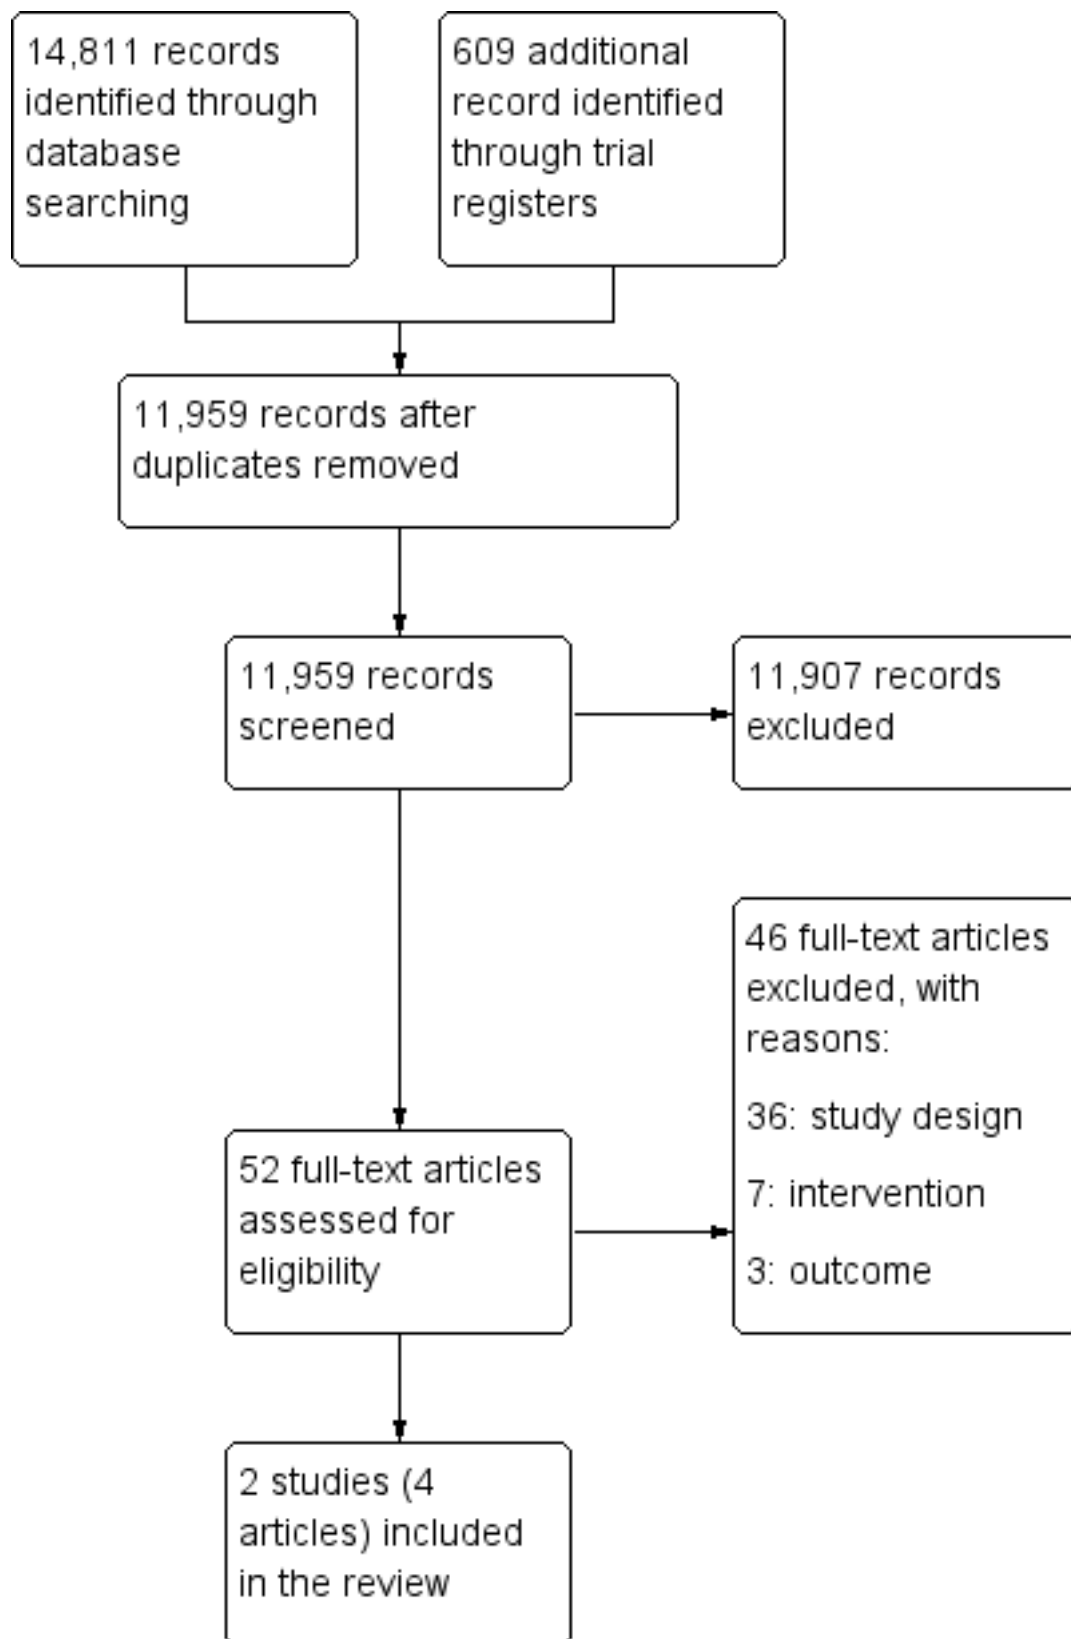 14,811 records
identified through
database
searching
609 additional
record identified
through trial
registers
11,959 records after
duplicates removed
11,959 records
screened
11,907 records
excluded
46 full-text articles
excluded, with
reasons:
36: study design
7: intervention
3: outcome
52 full-text articles
assessed for
eligibility
2 studies (4
articles) included
in the review